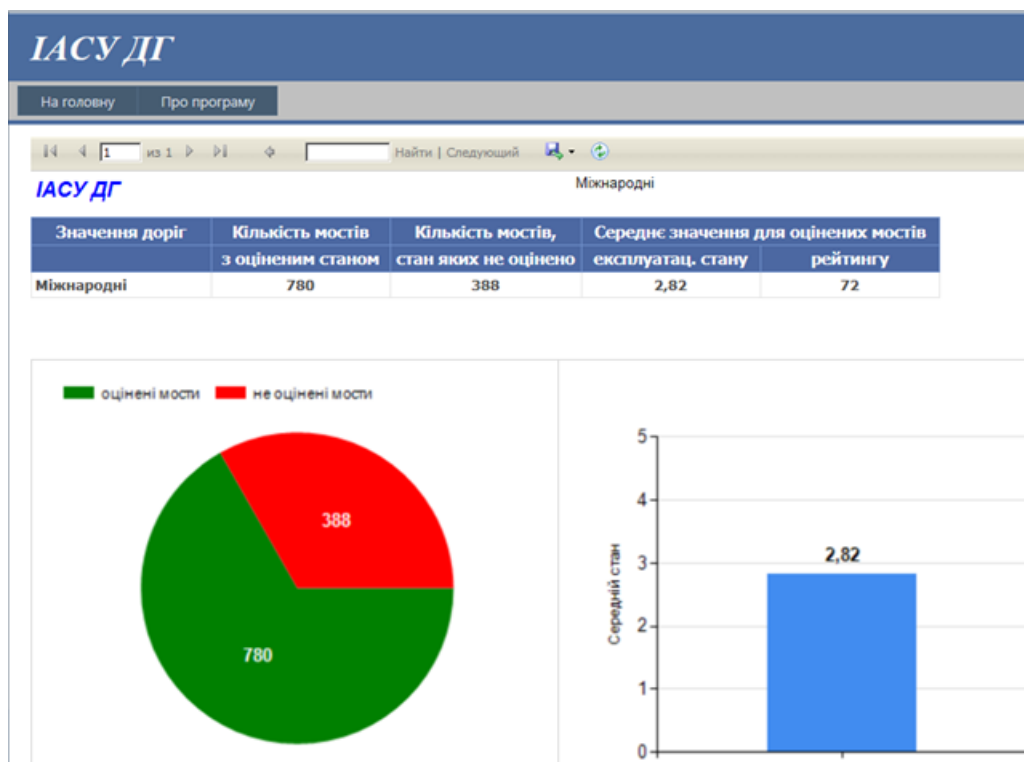 ІАСУ ДГ
На головну Про програму
1 из 1 Найти | Следующий
ІАСУ ДГ
Міжнародні
Значення доріг Кількість мостів Кількість мостів, Середнє значення для оцінених мостів
з оціненим станом стан яких не оцінено експлуатац. стану рейтингу
Міжнародні 780 388 2,82 72
оцінені мости не оцінені мости
388
780
5
4
3
2
1
0
Середній стан
2,82